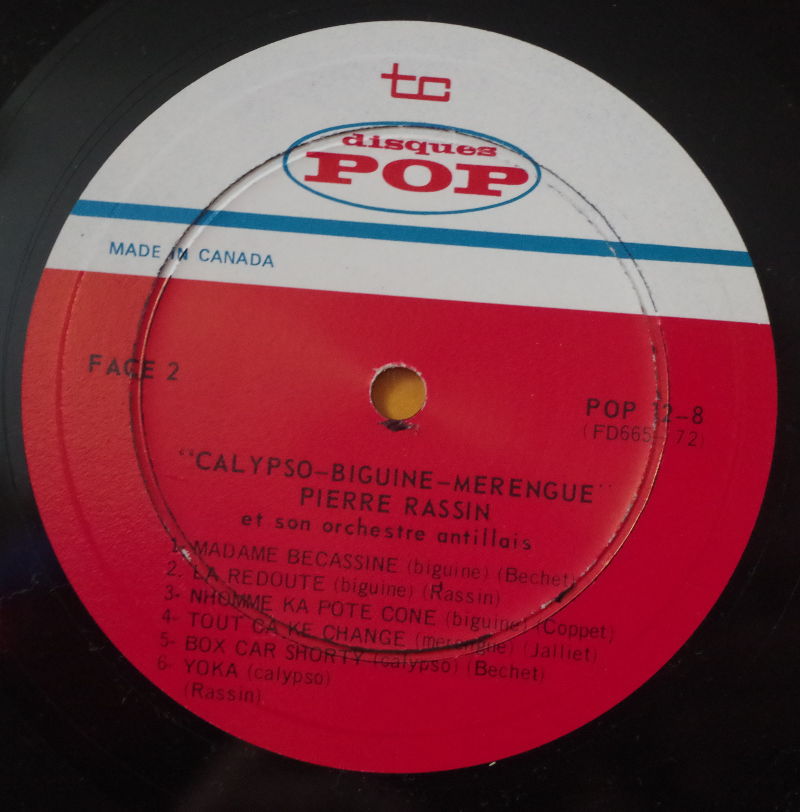 tc
disques
POP
MADE IN CANADA
FACE 2
POP 12-8
(FD665 - 72)
"CALYPSO-BIGUINE-MERENGUE"
PIERRE RASSIN
et son orchestre antillais
1- MADAME BECASSINE (biguine) (Bechet)
2- LA REDOUTE (biguine) (Rassin)
3- NHOMME KA POTE CONE (biguine) (Coppet)
4- TOUT CA KE CHANGE (merengue) (Jalliet)
5- BOX CAR SHORTY (calypso) (Bechet)
6- YOKA (calypso)
(Rassin)